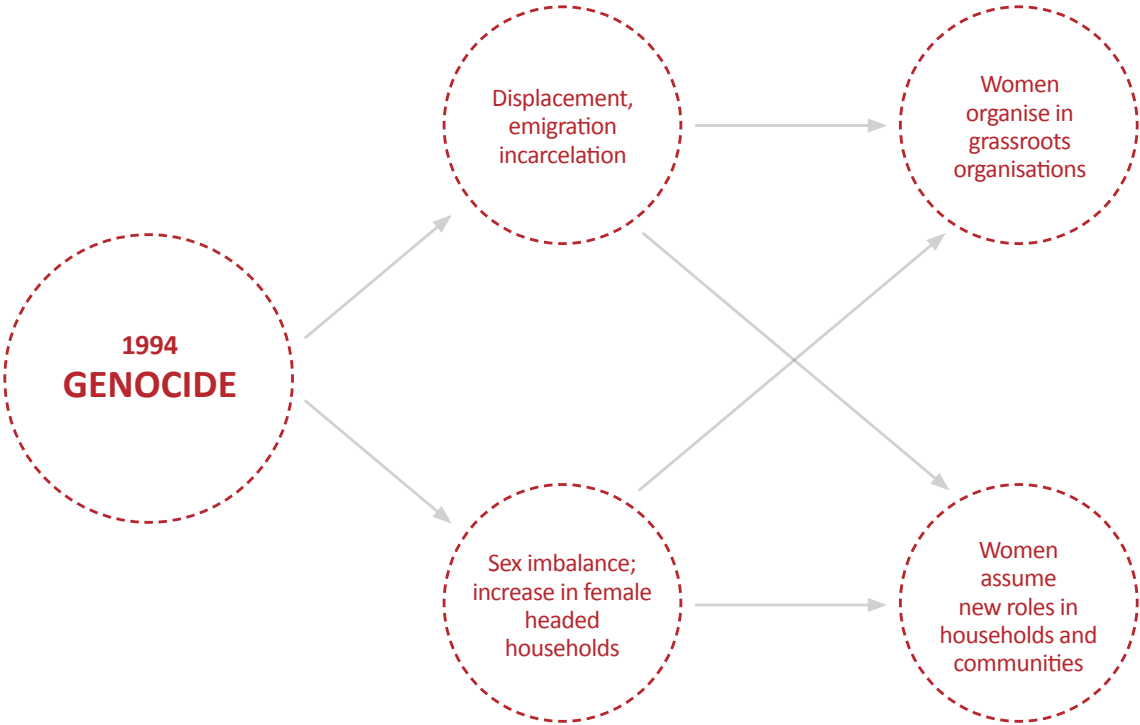 1994
GENOCIDE
Displacement,
emigration
incarcelation
Sex imbalance;
increase in female
headed
households
Women
organise in
grassroots
organisations
Women
assume
new roles in
households and
communities